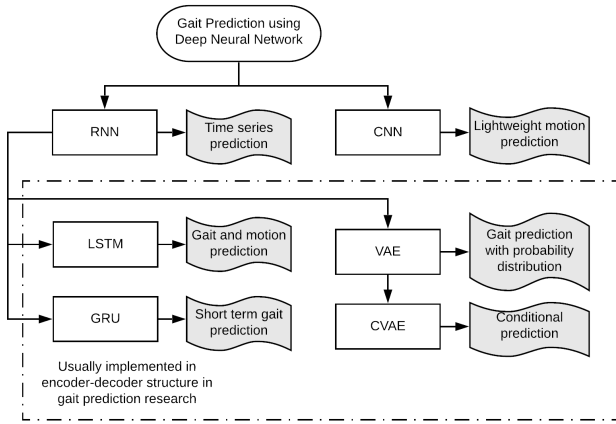 Gait Prediction using
Deep Neural Network
RNN
Time series
prediction
CNN
Lightweight motion
prediction
LSTM
Gait and motion
prediction
VAE
Gait prediction
with probability
distribution
GRU
Short term gait
prediction
CVAE
Conditional
prediction
Usually implemented in
encoder-decoder structure in
gait prediction research